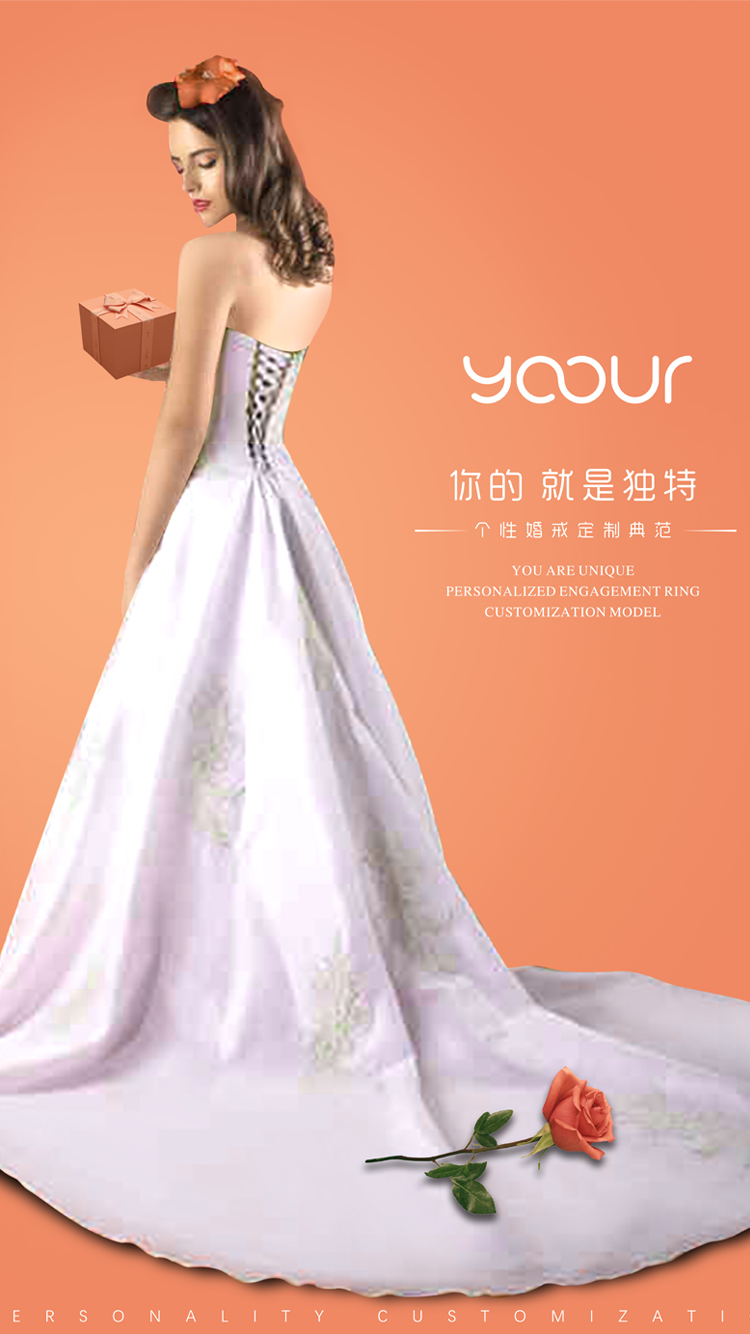 yoour
你的 就是独特
个性婚戒定制典范
YOU ARE UNIQUE
PERSONALIZED ENGAGEMENT RING
CUSTOMIZATION MODEL
ERSONALITY CUSTOMIZATI